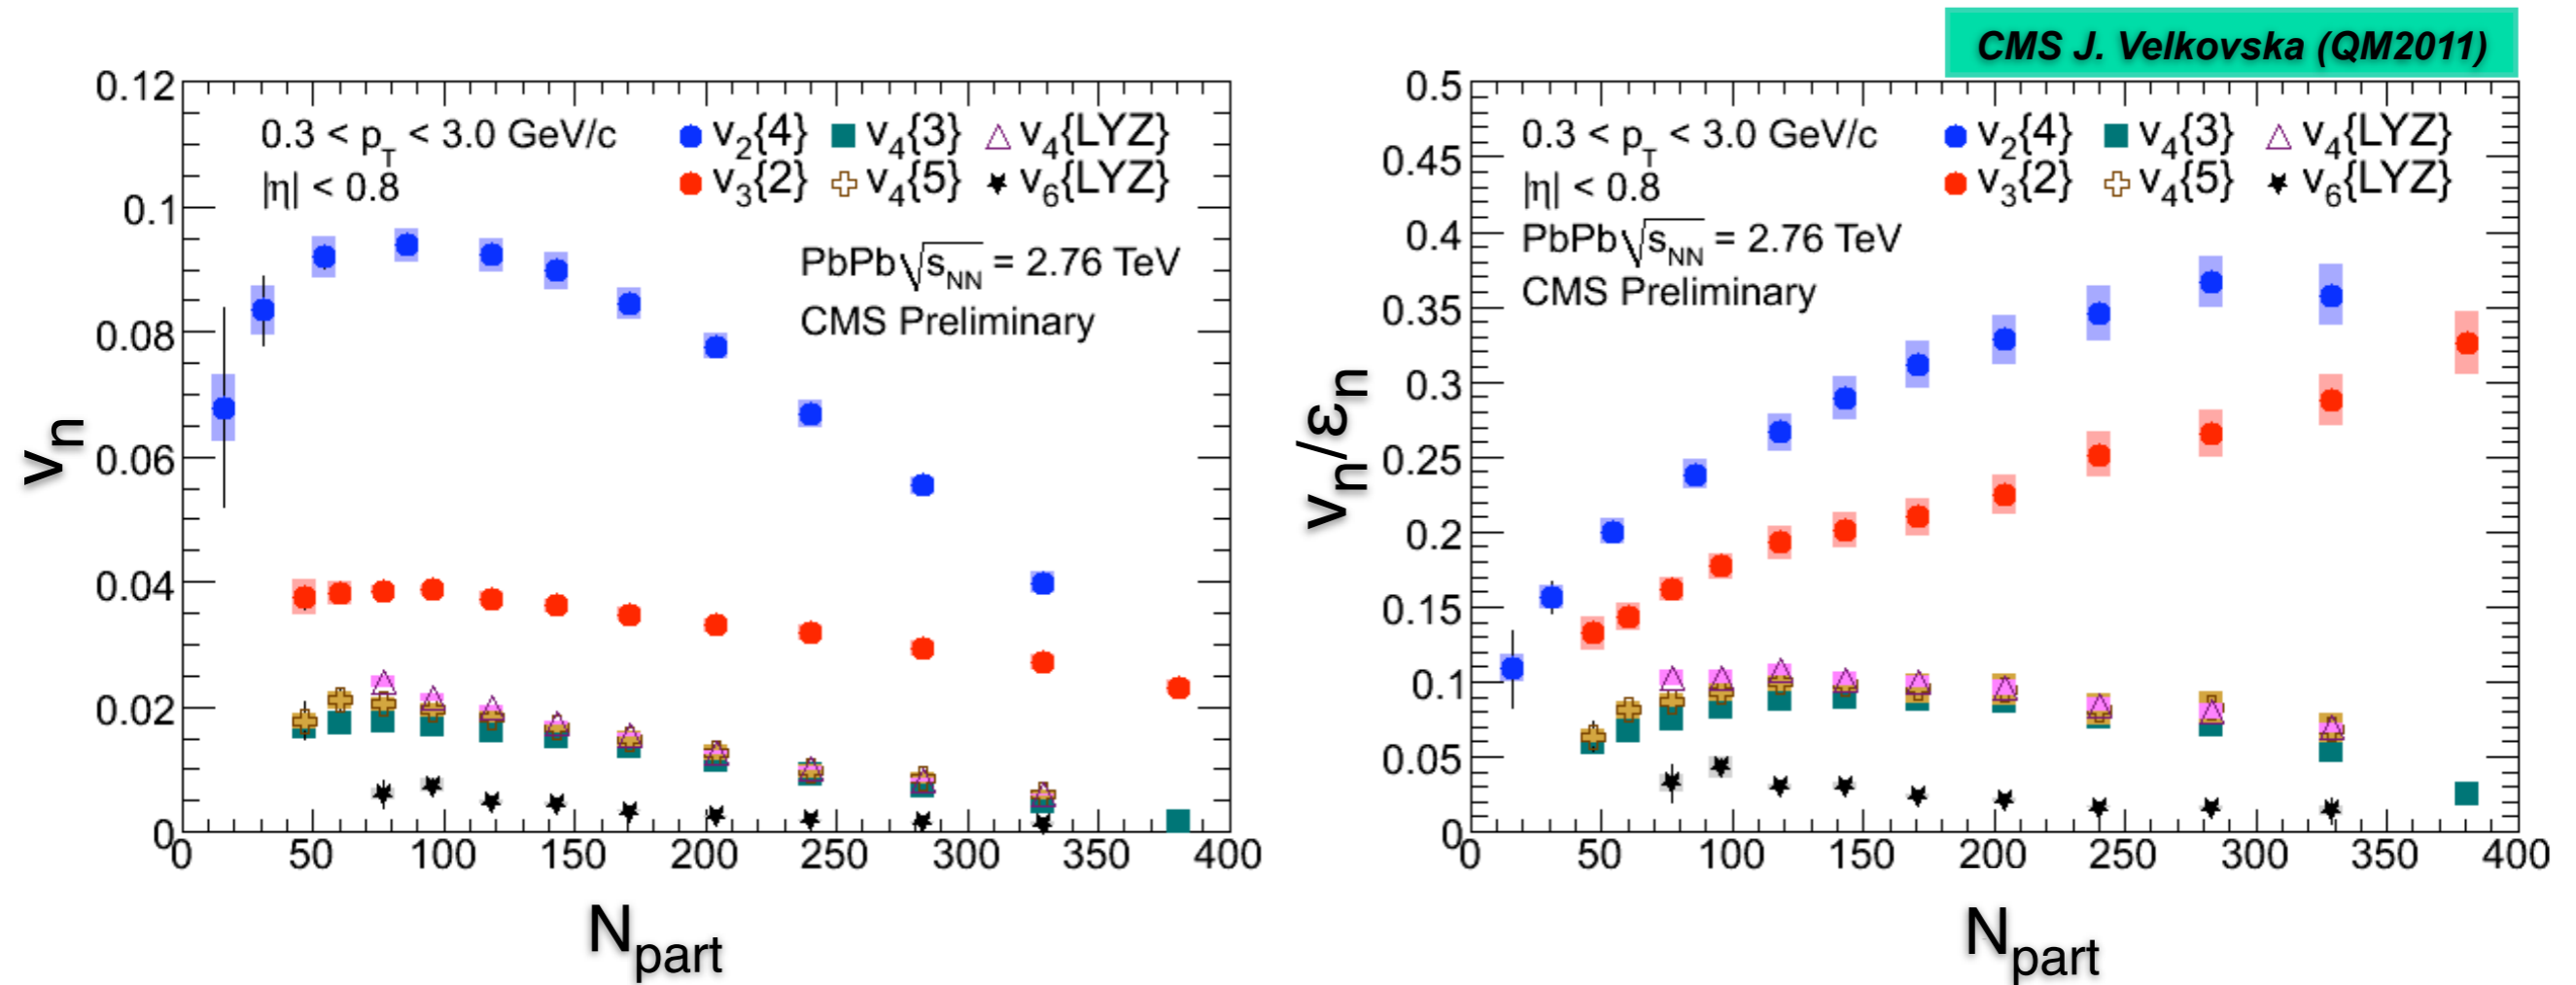 CMS J. Velkovska (QM2011)
0.12
0.1
0.08
0.06
0.04
0.02
0
0 50 100 150 200 250 300 350 400
v_n
N_part
0.3 < p_T < 3.0 GeV/c
|η| < 0.8
v_2{4} v_4{3} v_4{LYZ}
v_3{2} v_4{5} v_6{LYZ}
PbPb √s_NN = 2.76 TeV
CMS Preliminary
0.5
0.45
0.4
0.35
0.3
0.25
0.2
0.15
0.1
0.05
0
0 50 100 150 200 250 300 350 400
v_n/ε_n
N_part
0.3 < p_T < 3.0 GeV/c
|η| < 0.8
PbPb √s_NN = 2.76 TeV
CMS Preliminary
v_2{4} v_4{3} v_4{LYZ}
v_3{2} v_4{5} v_6{LYZ}